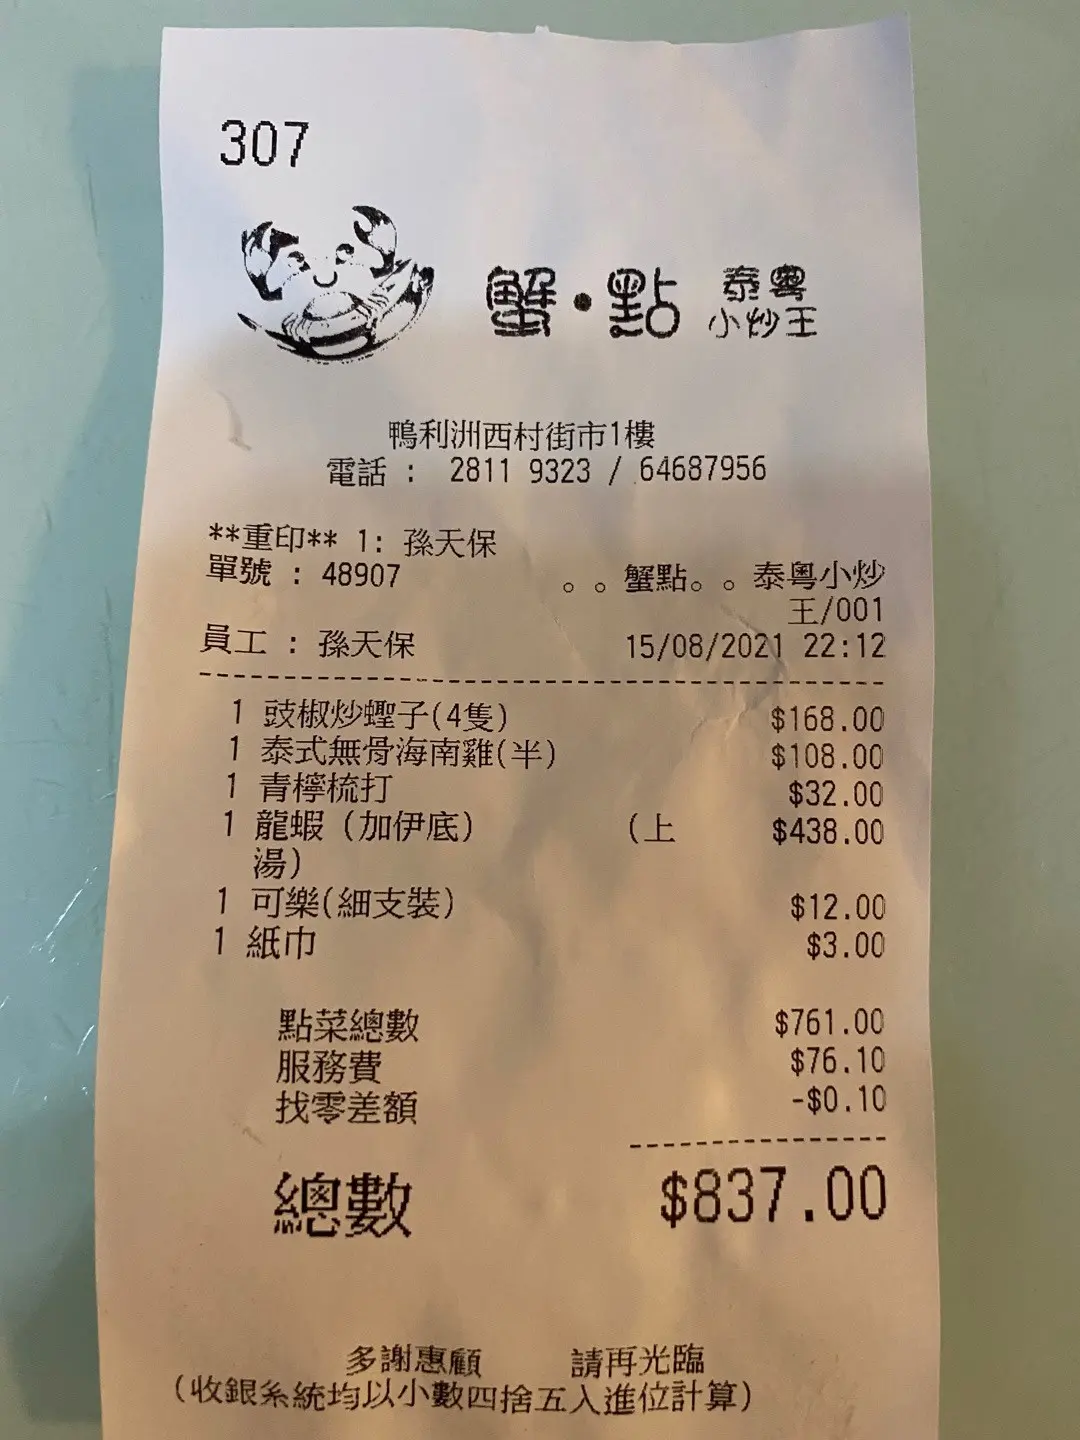 307
蟹·點 泰粵
小炒王
鴨利洲西村街市1樓
電話 : 2811 9323 / 64687956
**重印** 1: 孫天保
單號 : 48907 。。蟹點。。泰粵小炒
王/001
員工 : 孫天保 15/08/2021 22:12
1 豉椒炒蟶子(4隻) $168.00
1 泰式無骨海南雞(半) $108.00
1 青檸梳打 $32.00
1 龍蝦 (加伊底) (上 $438.00
湯)
1 可樂(細支裝) $12.00
1 紙巾 $3.00
點菜總數 $761.00
服務費 $76.10
找零差額 -$0.10
總數 $837.00
多謝惠顧 請再光臨
(收銀系統均以小數四捨五入進位計算)